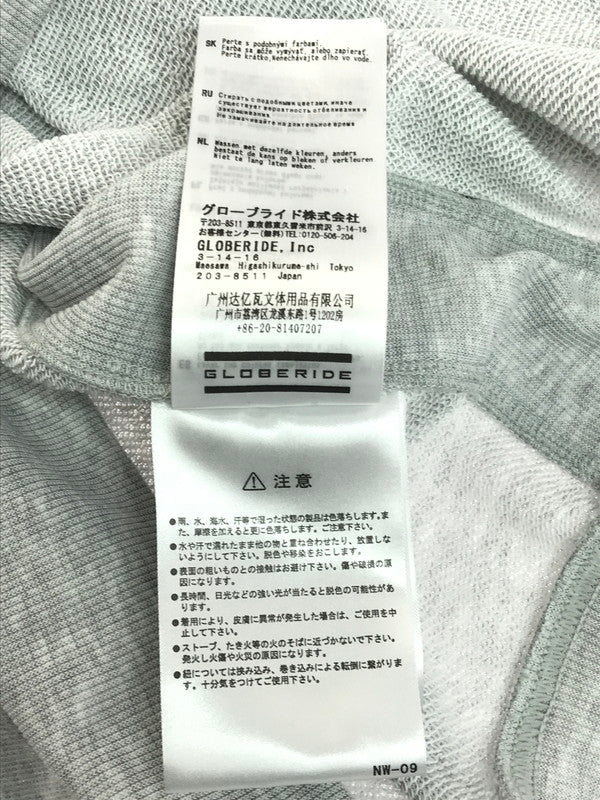 SK Perte s podobnými farbami.
Farba sa môže vymývať, alebo zapierať.
Perte krátko,Nenechávajte dlho vo vode.
RU Стирать с подобными цветами, иначе
существует вероятность отбеливания и
закрашивания
Не замачивайте на длительное время
NL Wassen met dezelfde kleuren, anders
bestaat de kans op bleken of verkleuren
Niet te lang laten weken.
グローブライド株式会社
〒203-8511 東京都東久留米市前沢 3-14-16
お客様センター(無料)TEL:0120-506-204
GLOBERIDE, Inc
3-14-16
Maesawa Higashikurume-shi Tokyo
203-8511 Japan
广州达亿瓦文体用品有限公司
广州市荔湾区龙溪东路1号1202房
+86-20-81407207
GLOBERIDE
⚠ 注意
●雨、水、海水、汗等で湿った状態の製品は色落ちします。ま
た、摩擦を加えると更に色落ちします。ご注意下さい。
●水や汗で濡れたまま他の物と重ね合わせたり、放置しな
いようにして下さい。脱色や移染をおこします。
●表面の粗いものとの接触はお避け下さい。傷や破損の原
因になります。
●長時間、日光などの強い光が当たると脱色の可能性があ
ります。
●着用により、皮膚に異常が発生した場合は、ご使用を中
止して下さい。
●ストーブ、たき火等の火のそばに近づかないで下さい。
発火し火傷や火災の原因になります。
●紐については挟み込み、巻き込みによる転倒に繋がりま
す。十分気をつけてご使用下さい。
NW-09